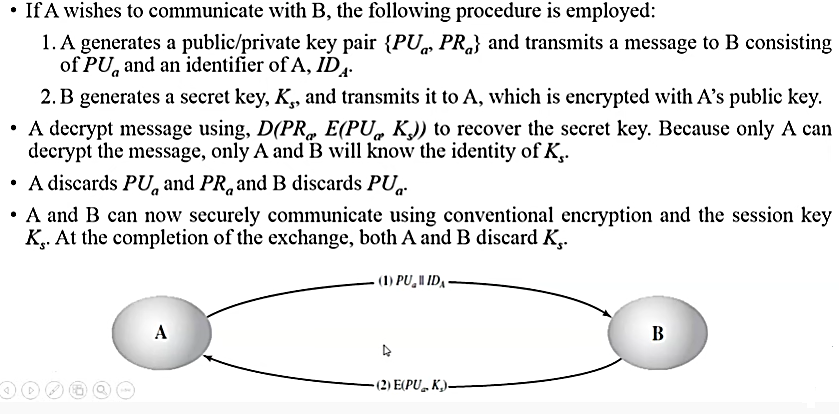 • If A wishes to communicate with B, the following procedure is employed:
1. A generates a public/private key pair {PUₐ, PRₐ} and transmits a message to B consisting
of PUₐ and an identifier of A, ID_A.
2. B generates a secret key, Kₛ, and transmits it to A, which is encrypted with A's public key.
• A decrypt message using, D(PRₐ, E(PUₐ, Kₛ)) to recover the secret key. Because only A can
decrypt the message, only A and B will know the identity of Kₛ.
• A discards PUₐ and PRₐ and B discards PUₐ.
• A and B can now securely communicate using conventional encryption and the session key
Kₛ. At the completion of the exchange, both A and B discard Kₛ.
(1) PUₐ || ID_A
A
B
(2) E(PUₐ, Kₛ)